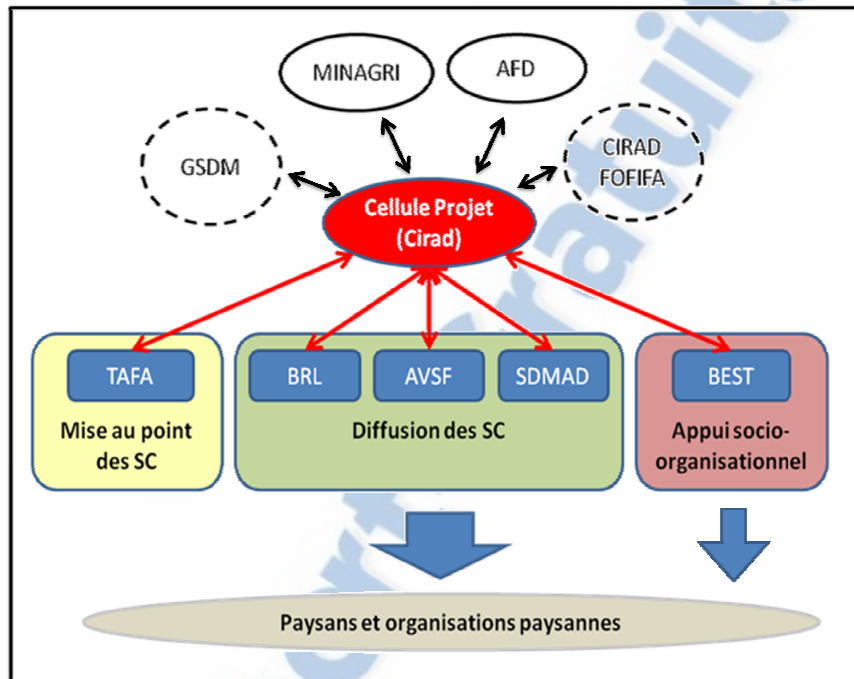 MINAGRI
AFD
GSDM
CIRAD
FOFIFA
Cellule Projet
(Cirad)
TAFA
BRL
AVSF
SDMAD
BEST
Mise au point
des SC
Diffusion des SC
Appui socio-
organisationnel
Paysans et organisations paysannes